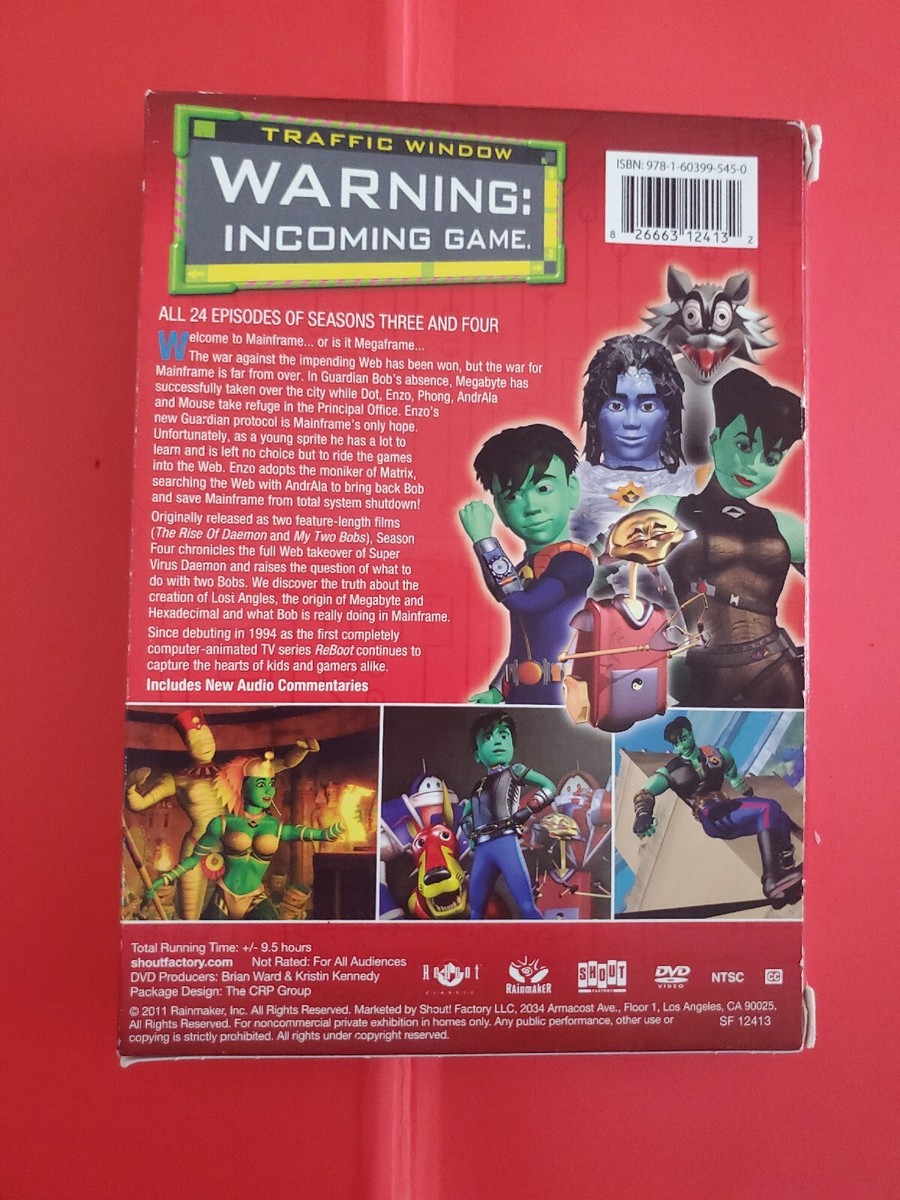 TRAFFIC WINDOW
WARNING:
INCOMING GAME.
ISBN: 978-1-60399-545-0
8 26663 12413 2
ALL 24 EPISODES OF SEASONS THREE AND FOUR
Welcome to Mainframe... or is it Megaframe...
The war against the impending Web has been won, but the war for
Mainframe is far from over. In Guardian Bob's absence, Megabyte has
successfully taken over the city while Dot, Enzo, Phong, AndrAla
and Mouse take refuge in the Principal Office. Enzo's
new Guardian protocol is Mainframe's only hope.
Unfortunately, as a young sprite he has a lot to
learn and is left no choice but to ride the games
into the Web. Enzo adopts the moniker of Matrix,
searching the Web with AndrAla to bring back Bob
and save Mainframe from total system shutdown!
Originally released as two feature-length films
(The Rise Of Daemon and My Two Bobs), Season
Four chronicles the full Web takeover of Super
Virus Daemon and raises the question of what to
do with two Bobs. We discover the truth about the
creation of Lost Angles, the origin of Megabyte and
Hexadecimal and what Bob is really doing in Mainframe.
Since debuting in 1994 as the first completely
computer-animated TV series ReBoot continues to
capture the hearts of kids and gamers alike.
Includes New Audio Commentaries
Total Running Time: +/- 9.5 hours
shoutfactory.com Not Rated: For All Audiences
DVD Producers: Brian Ward & Kristin Kennedy
Package Design: The CRP Group
ReBoot
CLASSIC
RAINMAKER
SHOUT
FACTORY
DVD
VIDEO
NTSC
CC
© 2011 Rainmaker, Inc. All Rights Reserved. Marketed by Shout! Factory LLC, 2034 Armacost Ave., Floor 1, Los Angeles, CA 90025.
All Rights Reserved. For noncommercial private exhibition in homes only. Any public performance, other use or
copying is strictly prohibited. All rights under copyright reserved.
SF 12413